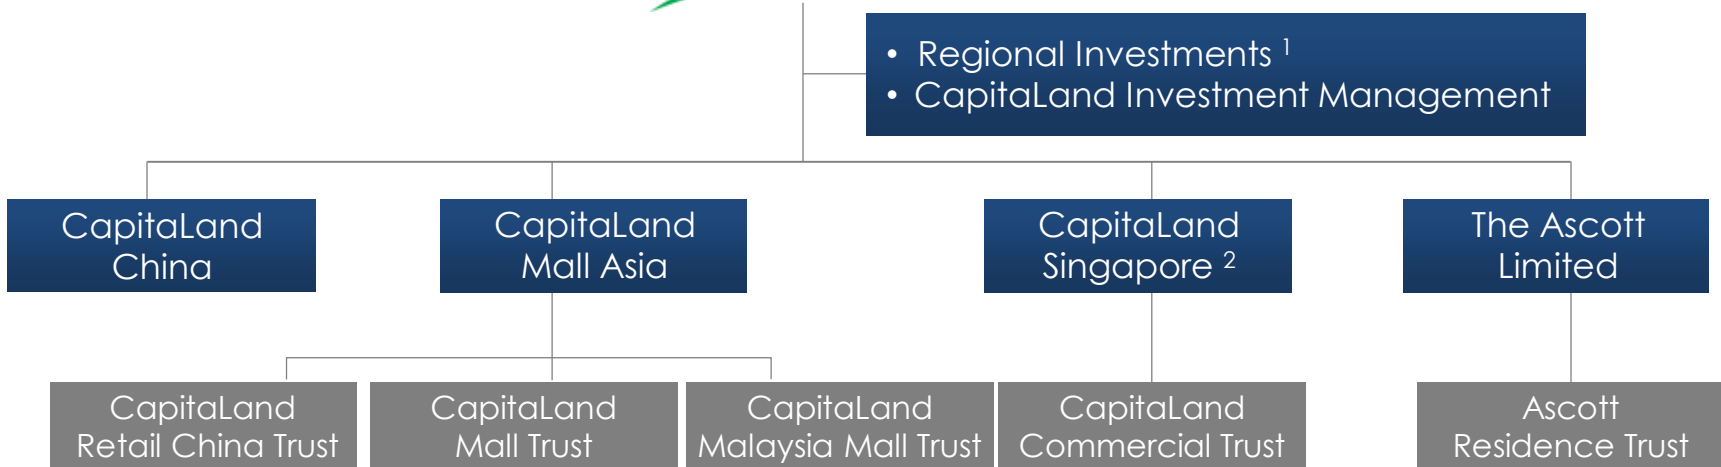 • Regional Investments ¹
• CapitaLand Investment Management
CapitaLand
China
CapitaLand
Mall Asia
CapitaLand
Singapore ²
The Ascott
Limited
CapitaLand
Retail China Trust
CapitaLand
Mall Trust
CapitaLand
Malaysia Mall Trust
CapitaLand
Commercial Trust
Ascott
Residence Trust